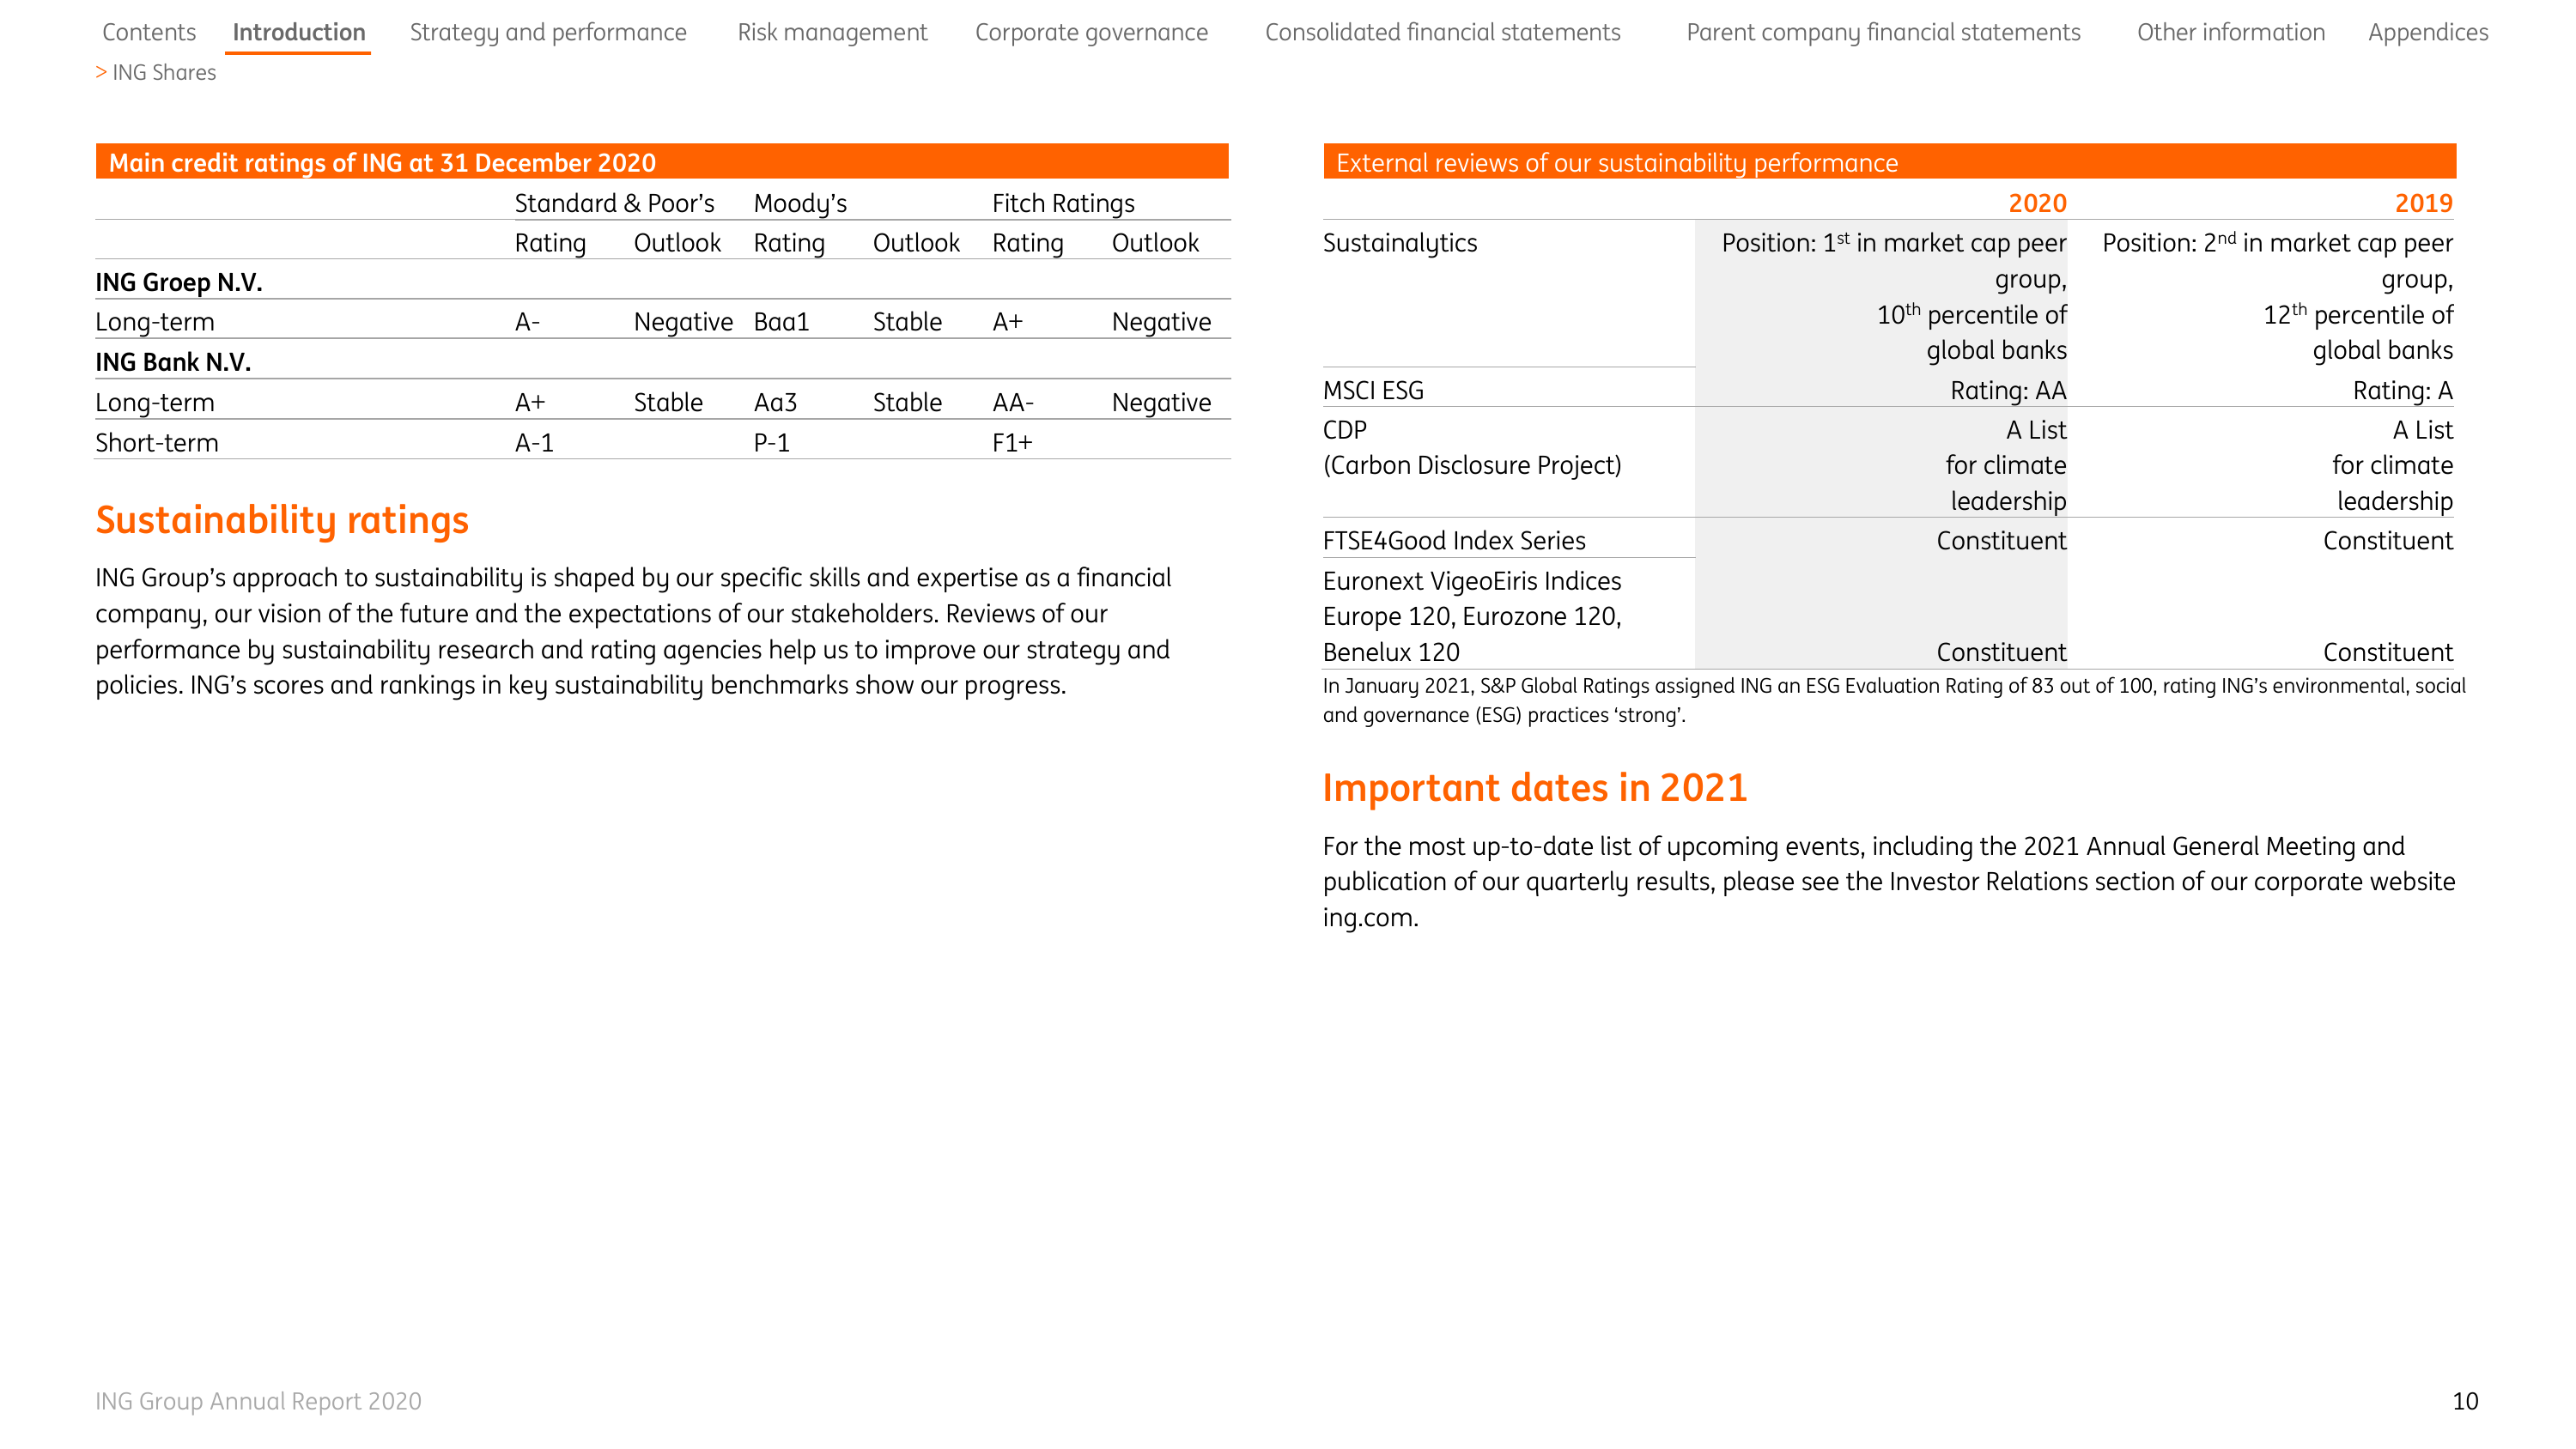 Contents Introduction Strategy and performance Risk management Corporate governance Consolidated financial statements Parent company financial statements Other information Appendices
> ING Shares
Main credit ratings of ING at 31 December 2020
Standard & Poor’s Moody’s Fitch Ratings
Rating Outlook Rating Outlook Rating Outlook
ING Groep N.V.
Long-term A- Negative Baa1 Stable A+ Negative
ING Bank N.V.
Long-term A+ Stable Aa3 Stable AA- Negative
Short-term A-1 P-1 F1+
Sustainability ratings
ING Group’s approach to sustainability is shaped by our specific skills and expertise as a financial
company, our vision of the future and the expectations of our stakeholders. Reviews of our
performance by sustainability research and rating agencies help us to improve our strategy and
policies. ING’s scores and rankings in key sustainability benchmarks show our progress.
External reviews of our sustainability performance
2020 2019
Sustainalytics Position: 1st in market cap peer Position: 2nd in market cap peer
group, group,
10th percentile of 12th percentile of
global banks global banks
MSCI ESG Rating: AA Rating: A
CDP A List A List
(Carbon Disclosure Project) for climate for climate
leadership leadership
FTSE4Good Index Series Constituent Constituent
Euronext VigeoEiris Indices
Europe 120, Eurozone 120,
Benelux 120 Constituent Constituent
In January 2021, S&P Global Ratings assigned ING an ESG Evaluation Rating of 83 out of 100, rating ING’s environmental, social
and governance (ESG) practices ‘strong’.
Important dates in 2021
For the most up-to-date list of upcoming events, including the 2021 Annual General Meeting and
publication of our quarterly results, please see the Investor Relations section of our corporate website
ing.com.
ING Group Annual Report 2020 10